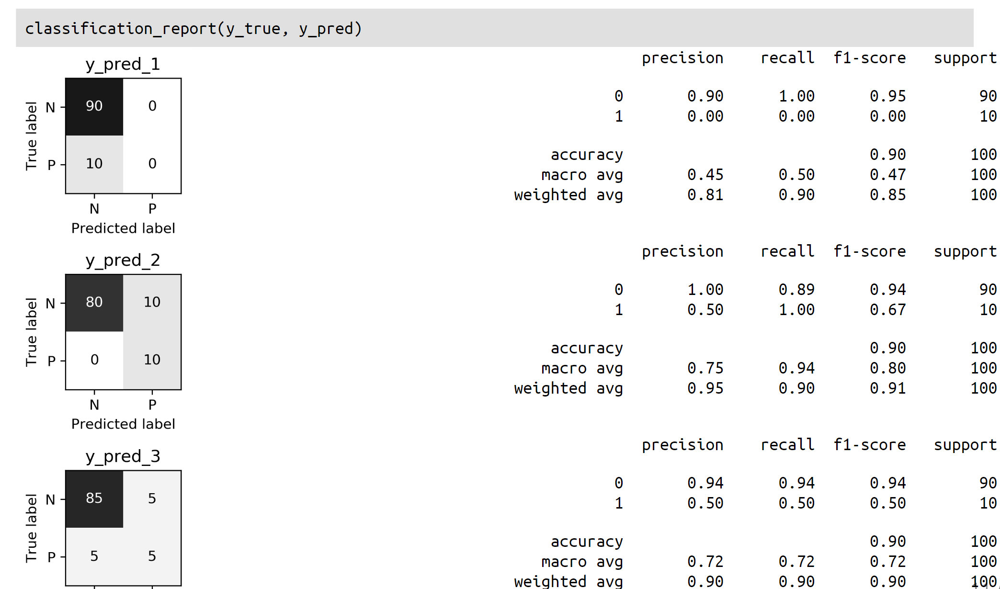 classification_report(y_true, y_pred)
y_pred_1
True label
N 90 0
P 10 0
N P
Predicted label
precision recall f1-score support
0 0.90 1.00 0.95 90
1 0.00 0.00 0.00 10
accuracy 0.90 100
macro avg 0.45 0.50 0.47 100
weighted avg 0.81 0.90 0.85 100
y_pred_2
True label
N 80 10
P 0 10
N P
Predicted label
precision recall f1-score support
0 1.00 0.89 0.94 90
1 0.50 1.00 0.67 10
accuracy 0.90 100
macro avg 0.75 0.94 0.80 100
weighted avg 0.95 0.90 0.91 100
y_pred_3
True label
N 85 5
P 5 5
precision recall f1-score support
0 0.94 0.94 0.94 90
1 0.50 0.50 0.50 10
accuracy 0.90 100
macro avg 0.72 0.72 0.72 100
weighted avg 0.90 0.90 0.90 100